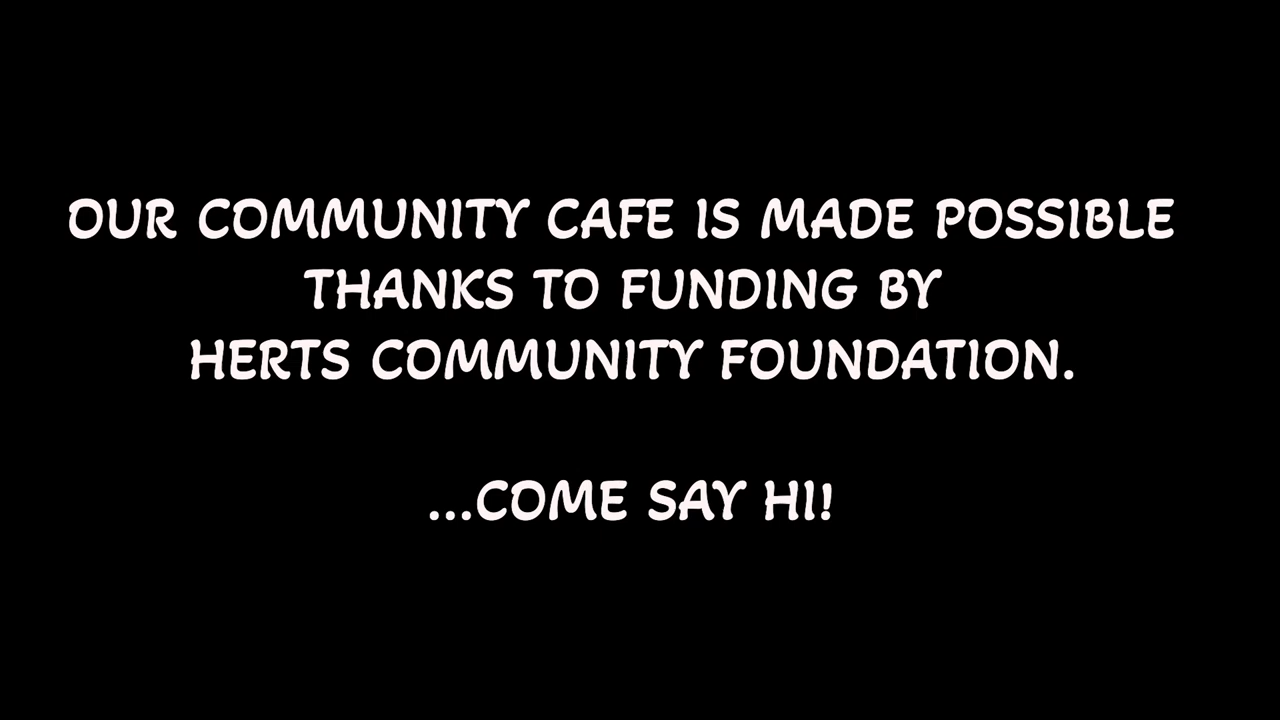 OUR COMMUNITY CAFE IS MADE POSSIBLE
THANKS TO FUNDING BY
HERTS COMMUNITY FOUNDATION.
...COME SAY HI!